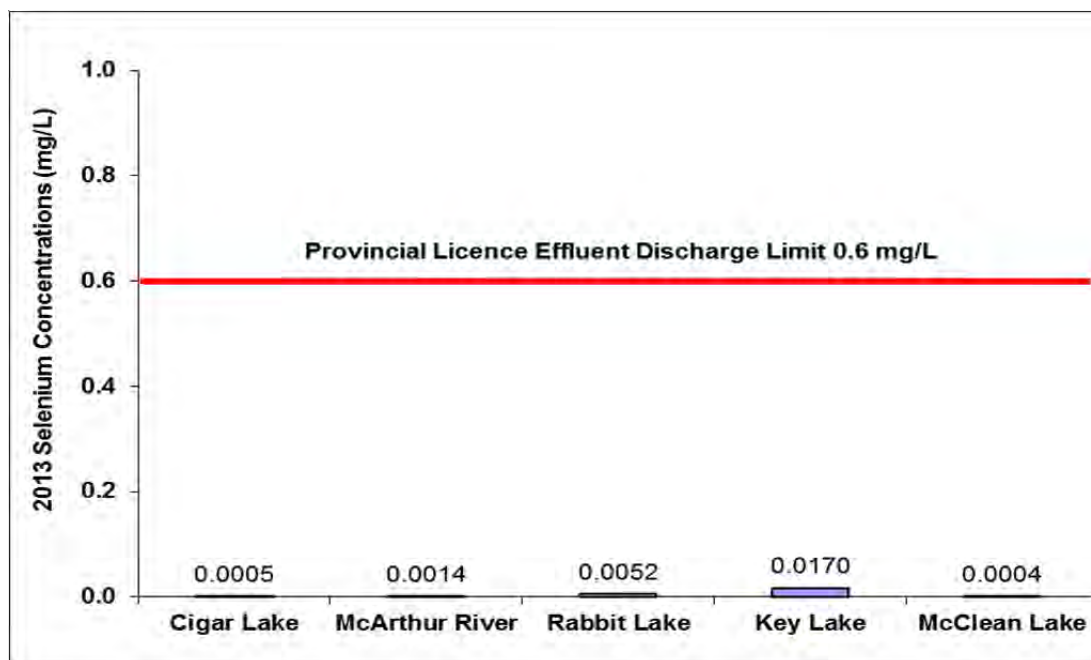 2013 Selenium Concentrations (mg/L)
1.0
0.8
Provincial Licence Effluent Discharge Limit 0.6 mg/L
0.6
0.4
0.2
0.0
0.0005
0.0014
0.0052
0.0170
0.0004
Cigar Lake
McArthur River
Rabbit Lake
Key Lake
McClean Lake